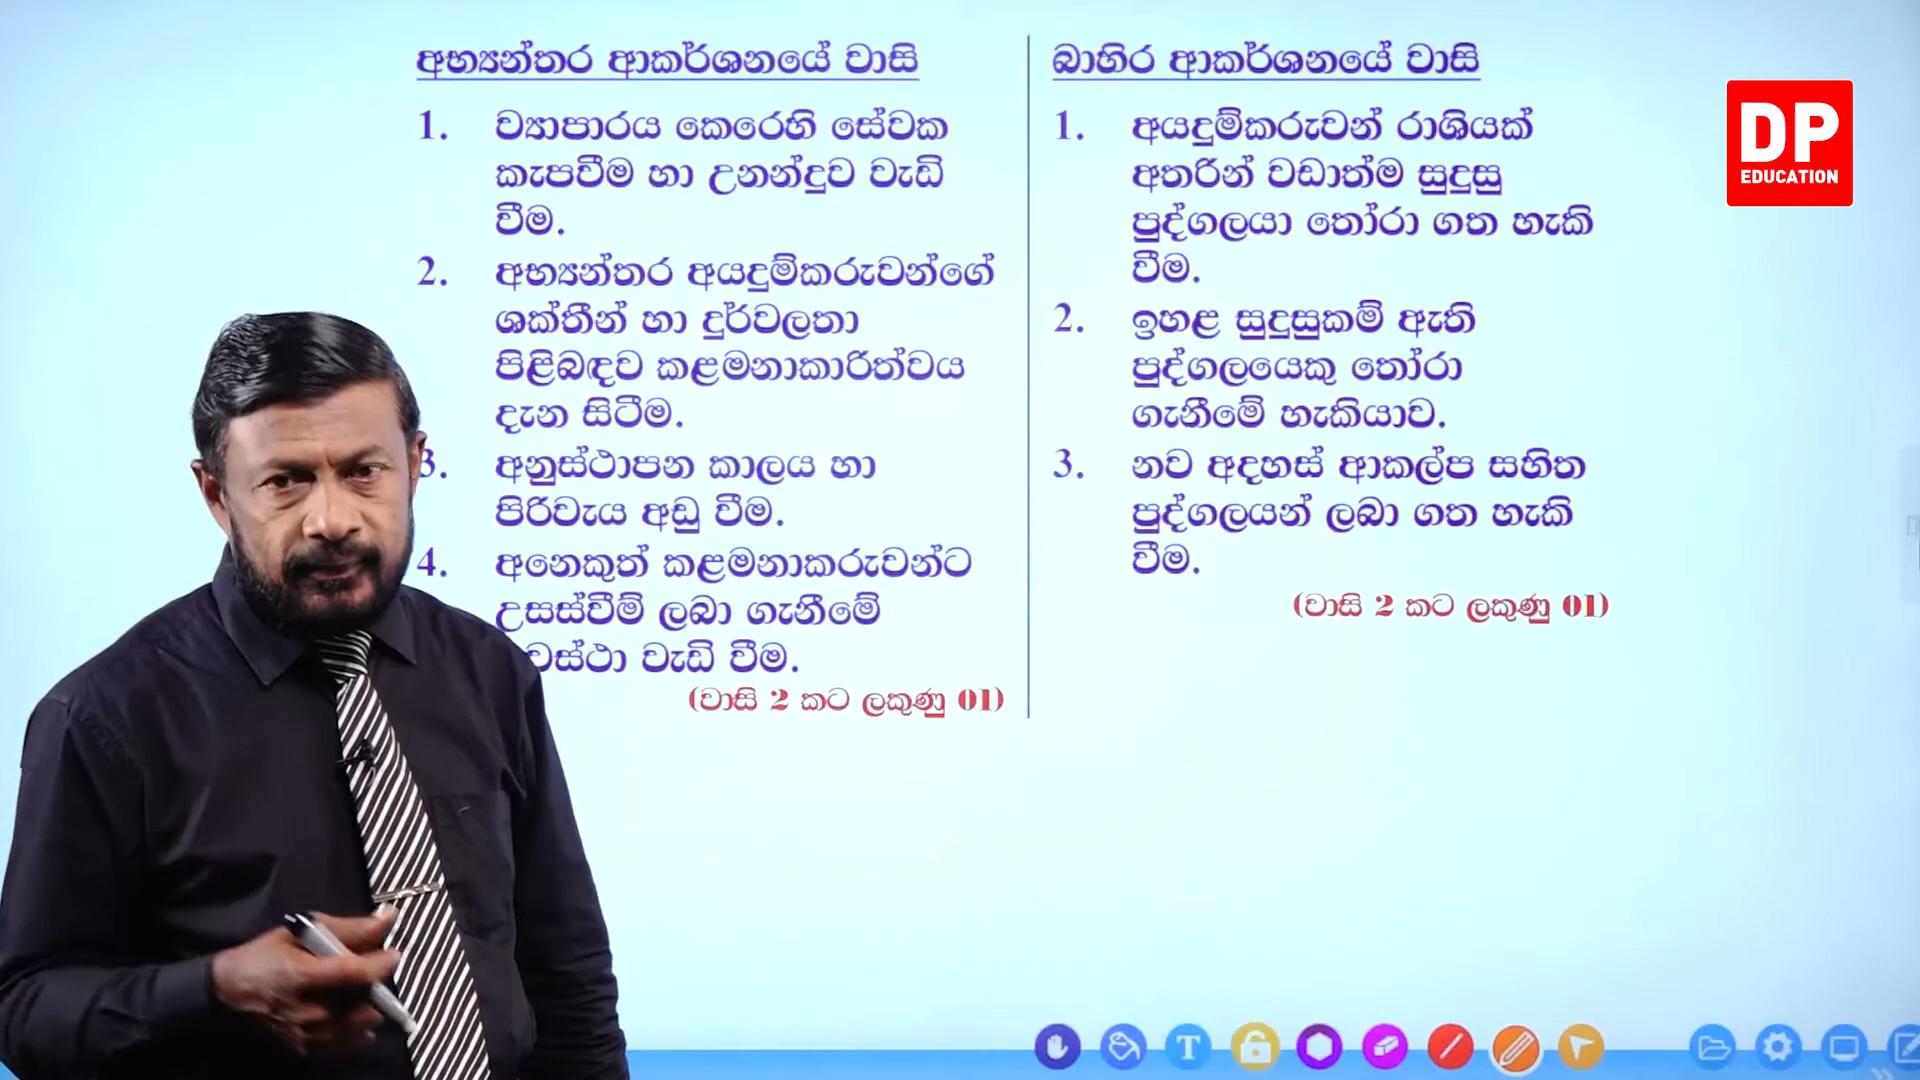 අභ්‍යන්තර ආකර්ශනයේ වාසි
1. ව්‍යාපාරය කෙරෙහි සේවක
කැපවීම හා උනන්දුව වැඩි
වීම.
2. අභ්‍යන්තර අයදුම්කරුවන්ගේ
ශක්තීන් හා දුර්වලතා
පිළිබඳව කළමනාකාරිත්වය
දැන සිටීම.
3. අනුස්ථාපන කාලය හා
පිරිවැය අඩු වීම.
4. අනෙකුත් කළමනාකරුවන්ට
උසස්වීම් ලබා ගැනීමේ
වස්ථා වැඩි වීම.
(වාසි 2 කට ලකුණු 01)
බාහිර ආකර්ශනයේ වාසි
1. අයදුම්කරුවන් රාශියක්
අතරින් වඩාත්ම සුදුසු
පුද්ගලයා තෝරා ගත හැකි
වීම.
2. ඉහළ සුදුසුකම් ඇති
පුද්ගලයෙකු තෝරා
ගැනීමේ හැකියාව.
3. නව අදහස් ආකල්ප සහිත
පුද්ගලයන් ලබා ගත හැකි
වීම.
(වාසි 2 කට ලකුණු 01)
DP
EDUCATION
T